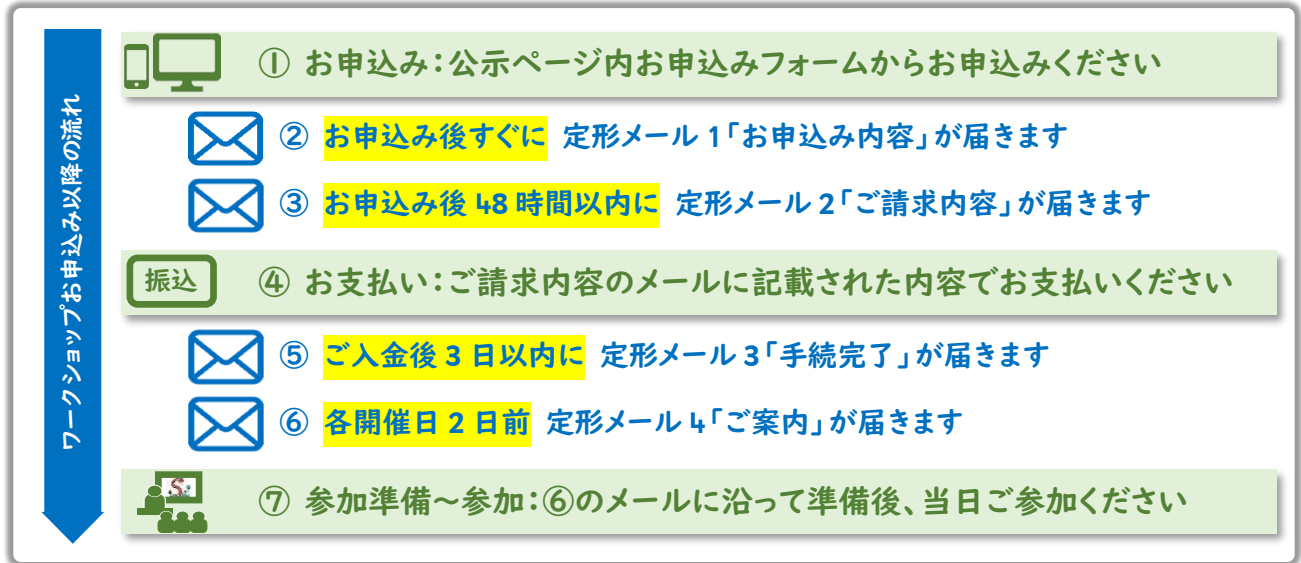 ワークショップお申込み以降の流れ
① お申込み：公示ページ内お申込みフォームからお申込みください
② お申込み後すぐに 定形メール 1「お申込み内容」が届きます
③ お申込み後 48 時間以内に 定形メール 2「ご請求内容」が届きます
振込 ④ お支払い：ご請求内容のメールに記載された内容でお支払いください
⑤ ご入金後 3 日以内に 定形メール 3「手続完了」が届きます
⑥ 各開催日 2 日前 定形メール 4「ご案内」が届きます
⑦ 参加準備～参加：⑥のメールに沿って準備後、当日ご参加ください